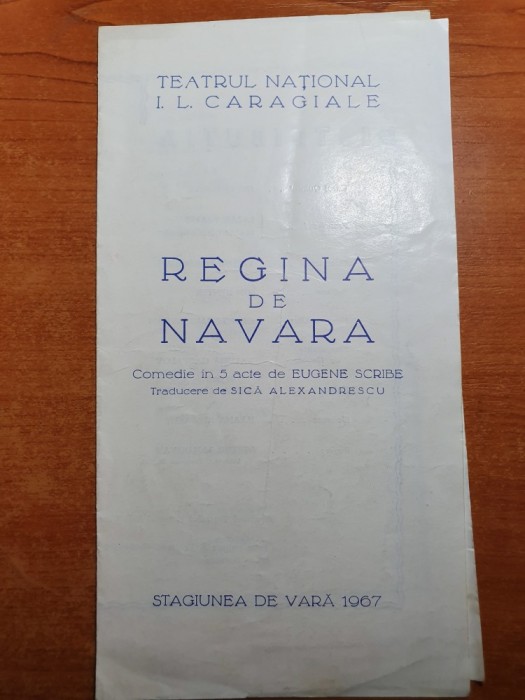 TEATRUL NAȚIONAL
I. L. CARAGIALE
REGINA
DE
NAVARA
Comedie în 5 acte de EUGENE SCRIBE
Traducere de SICĂ ALEXANDRESCU
STAGIUNEA DE VARĂ 1967